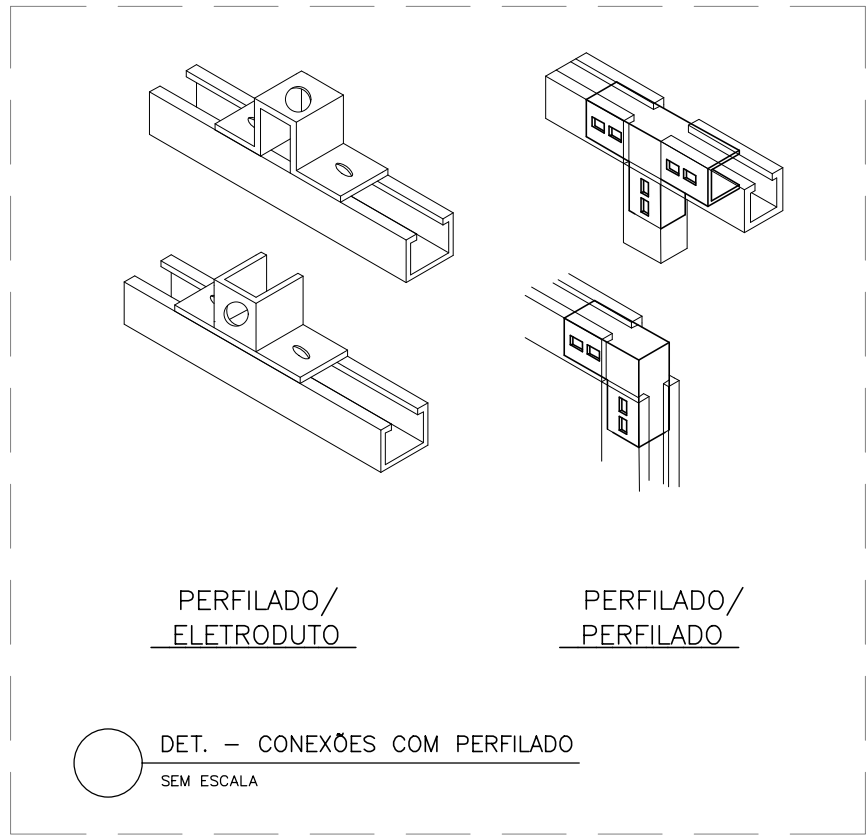 PERFILADO/
ELETRODUTO
PERFILADO/
PERFILADO
DET. – CONEXÕES COM PERFILADO
SEM ESCALA